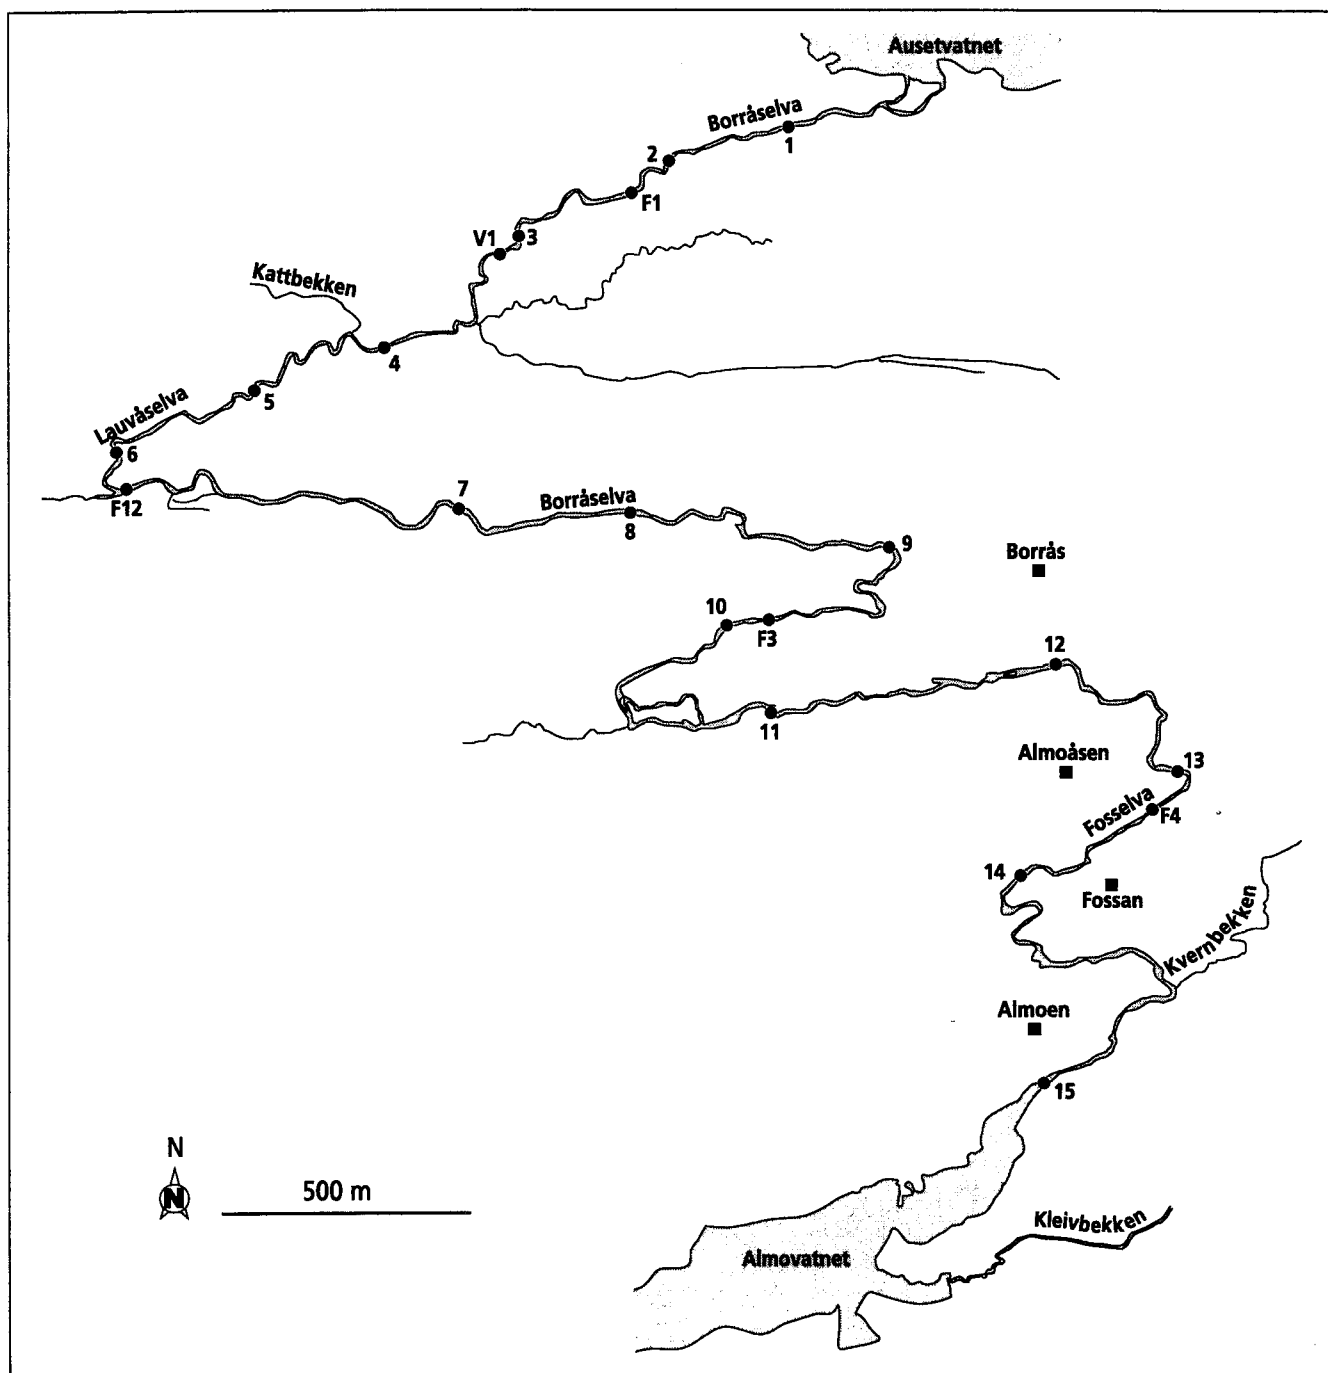 Ausetvatnet
Borråselva
1
2
F1
3
V1
Kattbekken
4
5
Lauvåselva
6
F12
7
Borråselva
8
9
Borrås
10
F3
12
11
Almoåsen
13
Fosselva
F4
14
Fossan
Kvernbekken
Almoen
15
N
N
500 m
Kleivbekken
Almovatnet